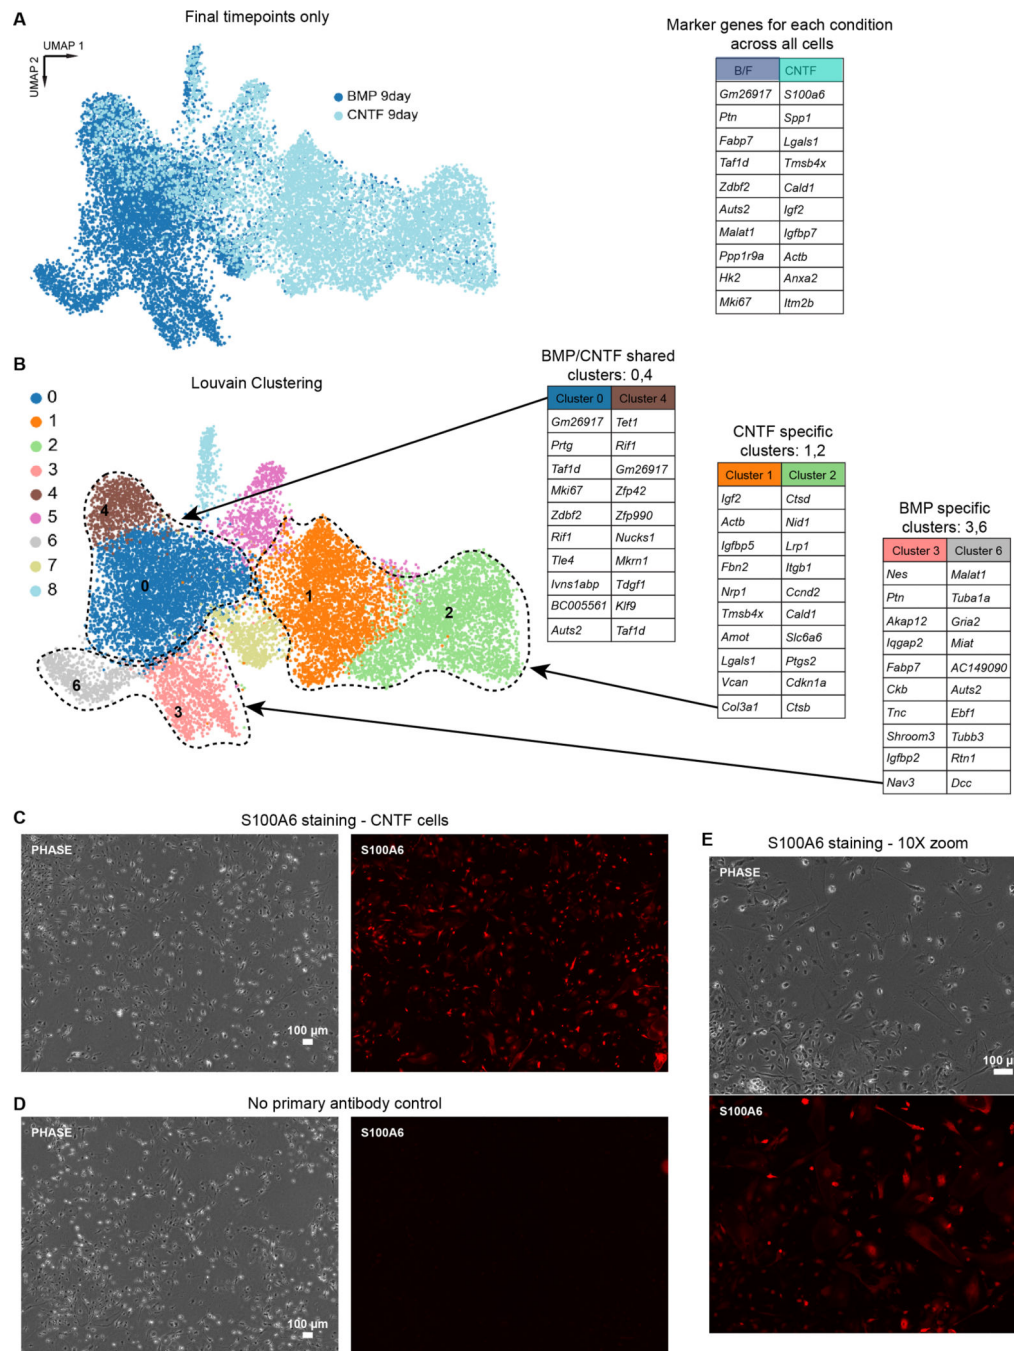 A
Final timepoints only
UMAP 1
UMAP 2
BMP 9day
CNTF 9day
Marker genes for each condition
across all cells
B/F CNTF
Gm26917 S100a6
Ptn Spp1
Fabp7 Lgals1
Taf1d Tmsb4x
Zdbf2 Cald1
Auts2 Igf2
Malat1 Igfbp7
Ppp1r9a Actb
Hk2 Anxa2
Mki67 Itm2b
B
Louvain Clustering
0
1
2
3
4
5
6
7
8
4
0
1
2
6
3
BMP/CNTF shared
clusters: 0,4
Cluster 0 Cluster 4
Gm26917 Tet1
Prtg Rif1
Taf1d Gm26917
Mki67 Zfp42
Zdbf2 Zfp990
Rif1 Nucks1
Tle4 Mkrn1
Ivns1abp Tdgf1
BC005561 Klf9
Auts2 Taf1d
CNTF specific
clusters: 1,2
Cluster 1 Cluster 2
Igf2 Ctsd
Actb Nid1
Igfbp5 Lrp1
Fbn2 Itgb1
Nrp1 Ccnd2
Tmsb4x Cald1
Amot Slc6a6
Lgals1 Ptgs2
Vcan Cdkn1a
Col3a1 Ctsb
BMP specific
clusters: 3,6
Cluster 3 Cluster 6
Nes Malat1
Ptn Tuba1a
Akap12 Gria2
Iqgap2 Miat
Fabp7 AC149090
Ckb Auts2
Tnc Ebf1
Shroom3 Tubb3
Igfbp2 Rtn1
Nav3 Dcc
C
S100A6 staining - CNTF cells
PHASE
100 µm
S100A6
D
No primary antibody control
PHASE
100 µm
S100A6
E
S100A6 staining - 10X zoom
PHASE
100 µm
S100A6